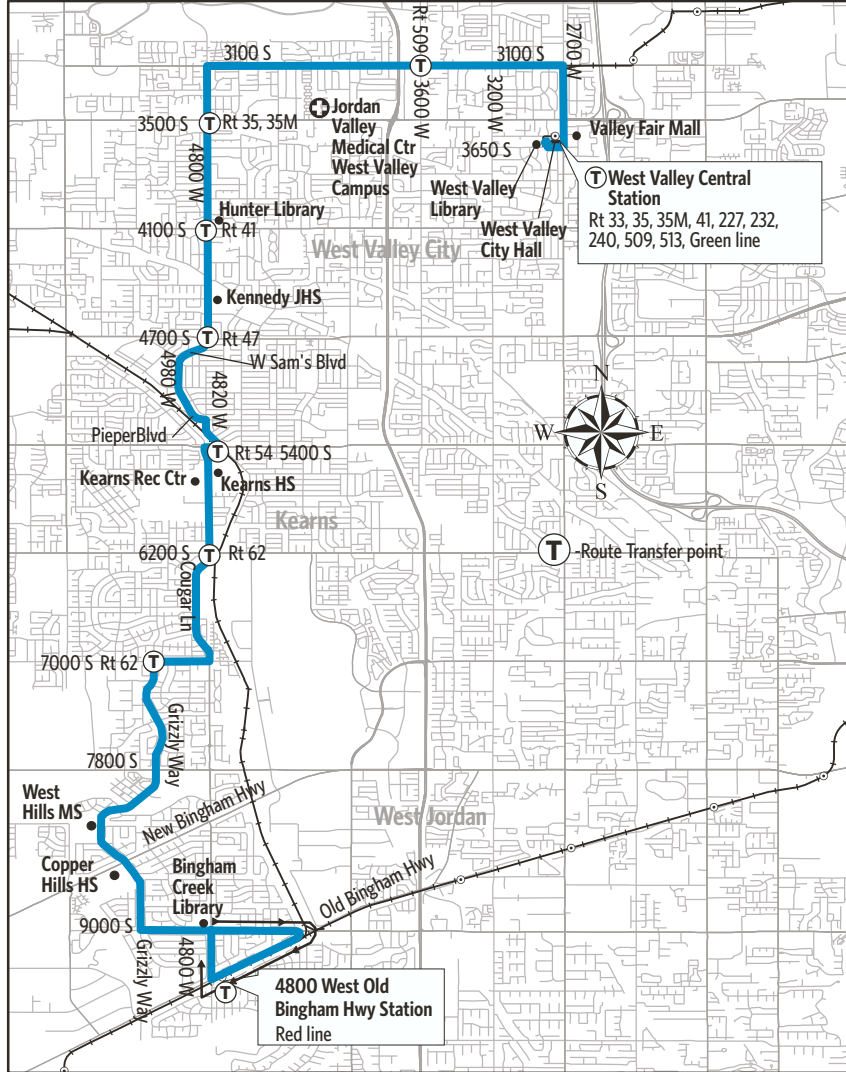 3100 S
Rt 509
3600 W
3100 S
3200 W
2700 W
3500 S
Rt 35, 35M
4800 W
Jordan
Valley
Medical Ctr
West Valley
Campus
3650 S
Valley Fair Mall
West Valley
Library
West Valley
City Hall
West Valley Central
Station
Rt 33, 35, 35M, 41, 227, 232,
240, 509, 513, Green line
Hunter Library
4100 S
Rt 41
West Valley City
Kennedy JHS
4700 S
Rt 47
W Sam's Blvd
4980 W
4820 W
PieperBlvd
Rt 54 5400 S
Kearns Rec Ctr
Kearns HS
Kearns
N
W
E
S
T -Route Transfer point
6200 S
Rt 62
Cougar Ln
7000 S Rt 62
Grizzly Way
7800 S
West
Hills MS
New Bingham Hwy
West Jordan
Copper
Hills HS
Bingham
Creek
Library
Old Bingham Hwy
9000 S
Grizzly Way
4800 W
4800 West Old
Bingham Hwy Station
Red line